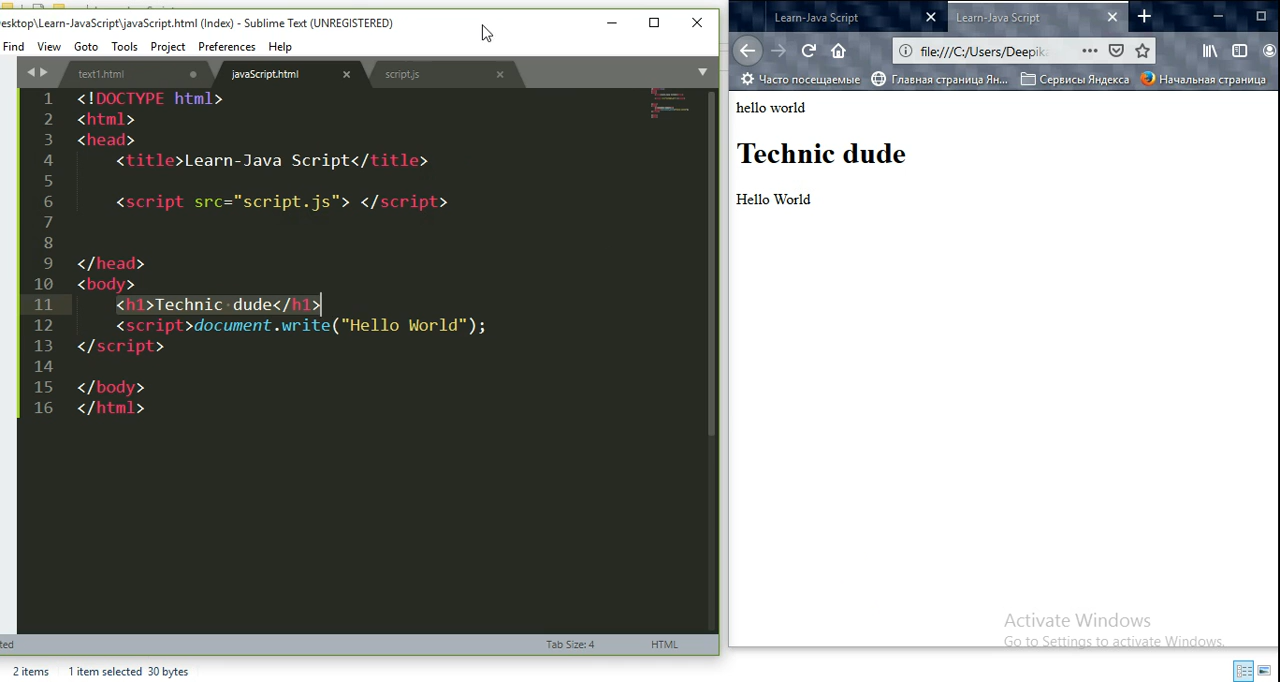 esktop\Learn-JavaScript\javaScript.html (Index) - Sublime Text (UNREGISTERED)
Find View Goto Tools Project Preferences Help
text1.html javaScript.html script.js
1 <!DOCTYPE html>
2 <html>
3 <head>
4 <title>Learn-Java Script</title>
5
6 <script src="script.js"> </script>
7
8
9 </head>
10 <body>
11 <h1>Technic dude</h1>
12 <script>document.write("Hello World");
13 </script>
14
15 </body>
16 </html>
ted Tab Size: 4 HTML
2 items 1 item selected 30 bytes
Learn-Java Script Learn-Java Script
file:///C:/Users/Deepika
Часто посещаемые Главная страница Ян... Сервисы Яндекса Начальная страница
hello world
Technic dude
Hello World
Activate Windows
Go to Settings to activate Windows.